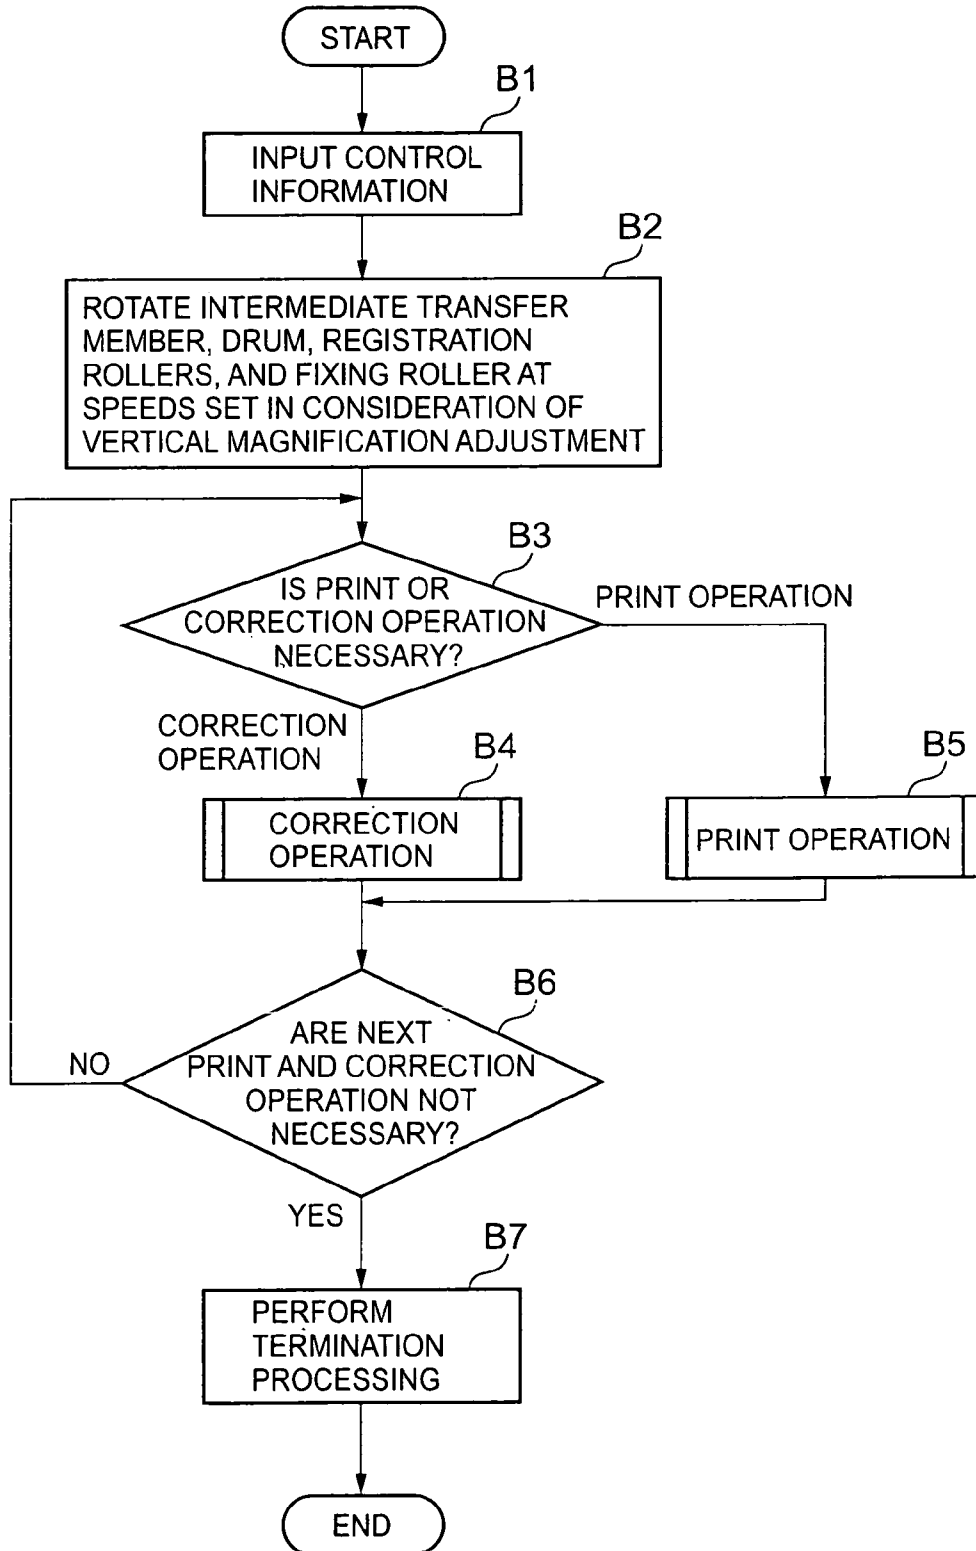 START
B1
INPUT CONTROL
INFORMATION
B2
ROTATE INTERMEDIATE TRANSFER
MEMBER, DRUM, REGISTRATION
ROLLERS, AND FIXING ROLLER AT
SPEEDS SET IN CONSIDERATION OF
VERTICAL MAGNIFICATION ADJUSTMENT
B3
IS PRINT OR
CORRECTION OPERATION
NECESSARY?
PRINT OPERATION
CORRECTION
OPERATION
B4
CORRECTION
OPERATION
B5
PRINT OPERATION
B6
ARE NEXT
PRINT AND CORRECTION
OPERATION NOT
NECESSARY?
NO
YES
B7
PERFORM
TERMINATION
PROCESSING
END